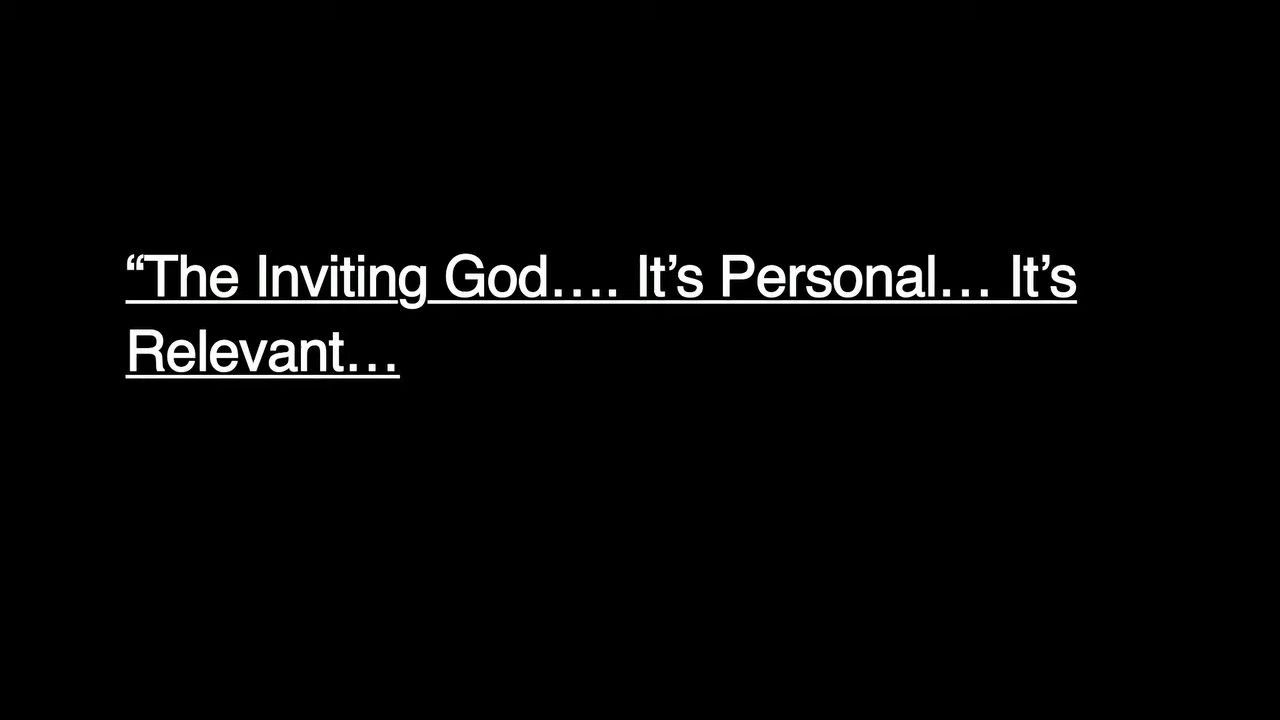 “The Inviting God…. It’s Personal… It’s
Relevant…